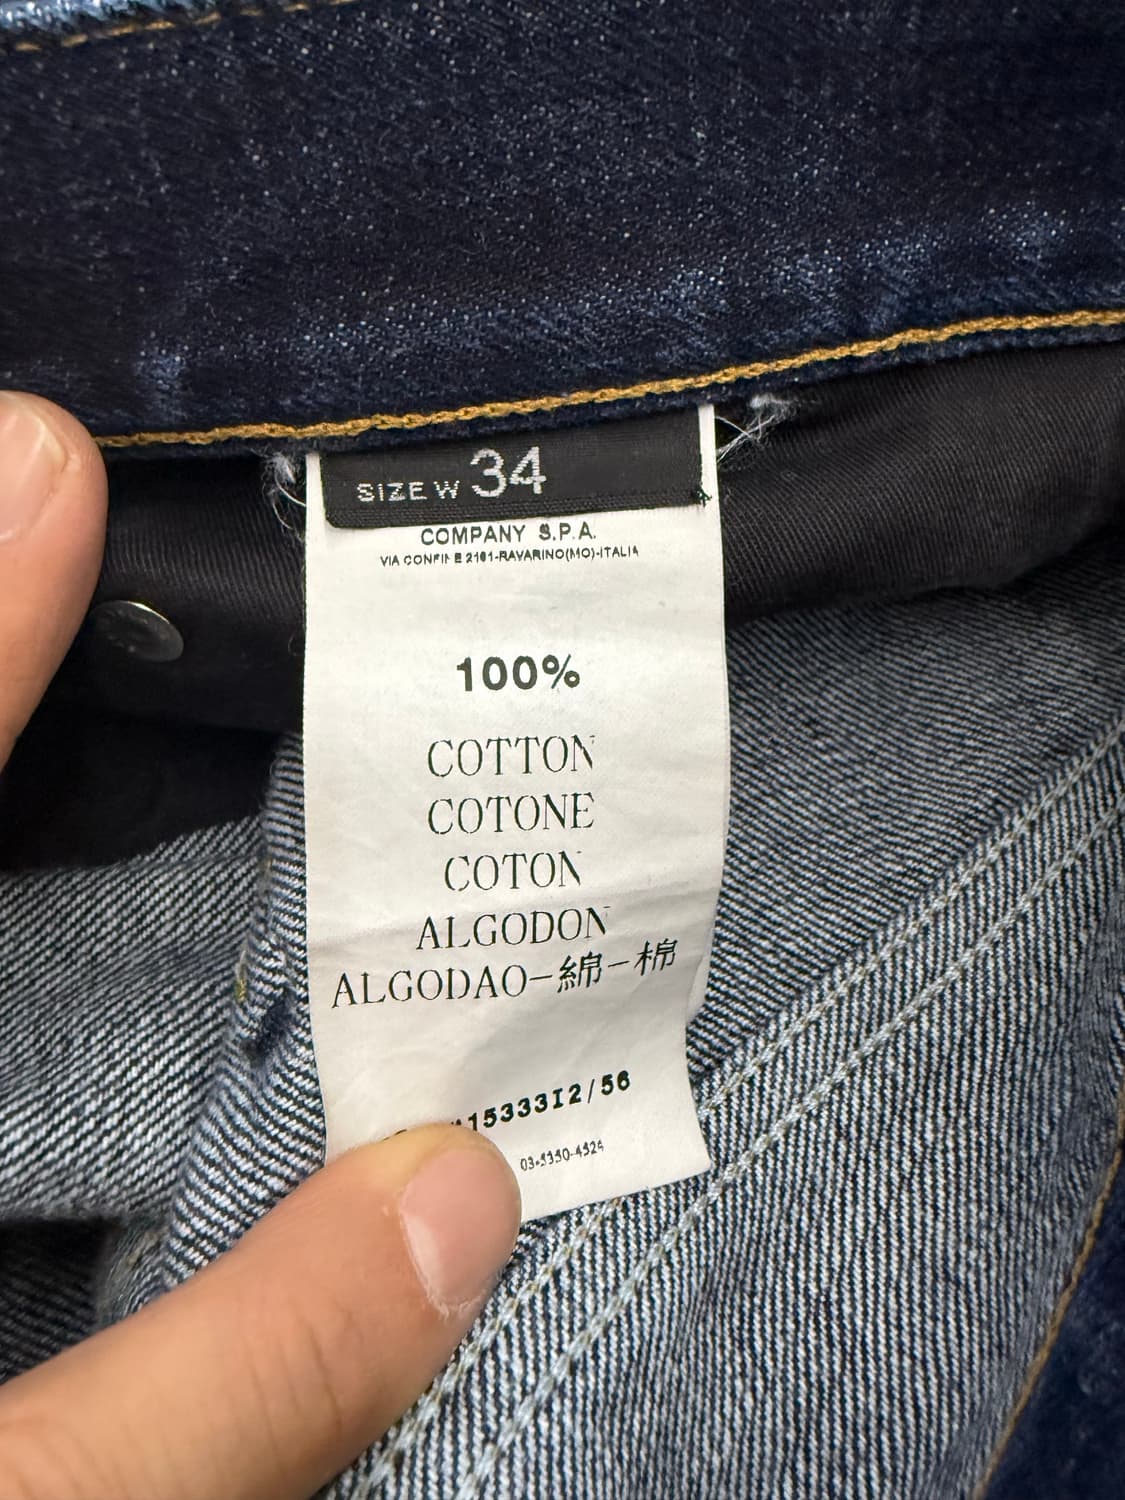 SIZE W 34
COMPANY S.P.A.
VIA CONFINE 2161-RAVARINO(MO)-ITALIA
100%
COTTON
COTONE
COTON
ALGODON
ALGODAO-綿-棉
15333I2/56